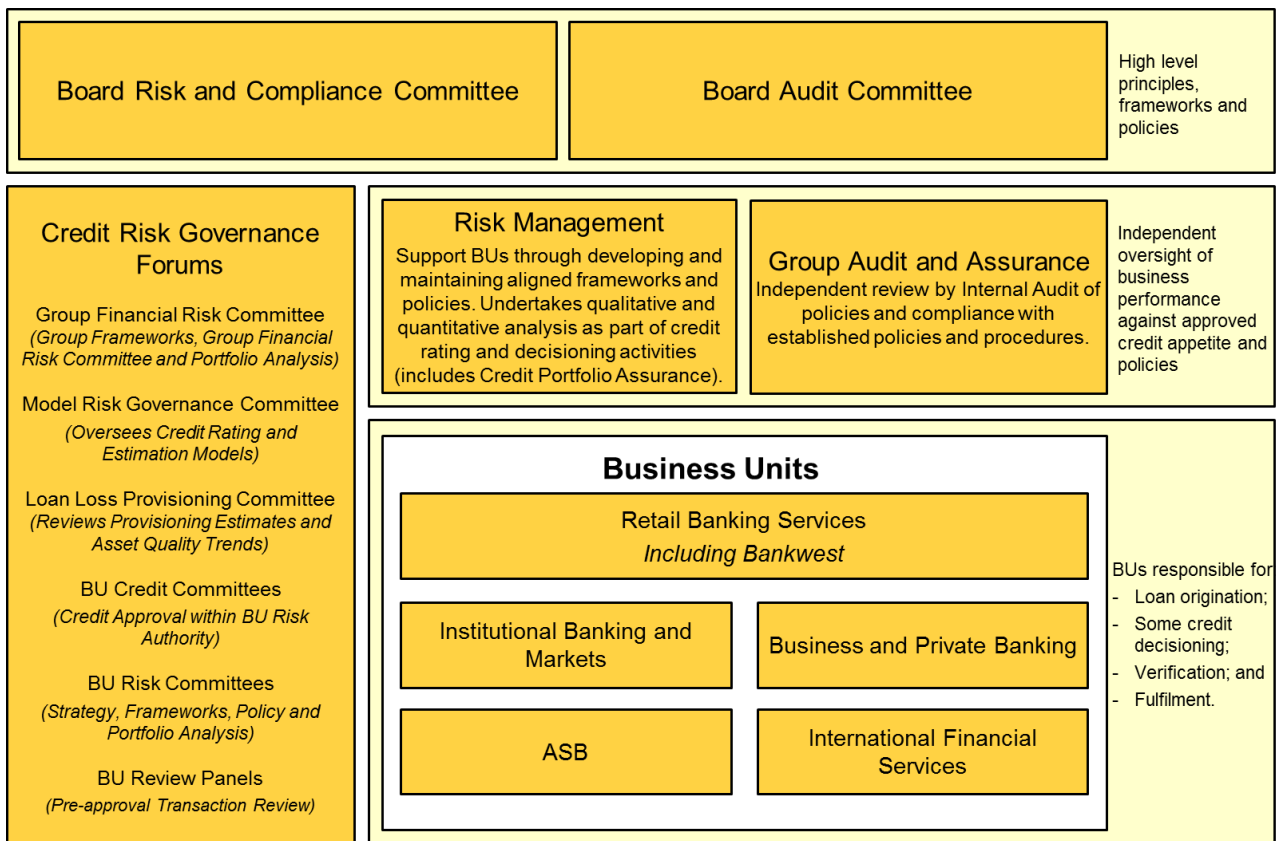 Board Risk and Compliance Committee
Board Audit Committee
High level
principles,
frameworks and
policies
Credit Risk Governance
Forums
Group Financial Risk Committee
(Group Frameworks, Group Financial
Risk Committee and Portfolio Analysis)
Model Risk Governance Committee
(Oversees Credit Rating and
Estimation Models)
Loan Loss Provisioning Committee
(Reviews Provisioning Estimates and
Asset Quality Trends)
BU Credit Committees
(Credit Approval within BU Risk
Authority)
BU Risk Committees
(Strategy, Frameworks, Policy and
Portfolio Analysis)
BU Review Panels
(Pre-approval Transaction Review)
Risk Management
Support BUs through developing and
maintaining aligned frameworks and
policies. Undertakes qualitative and
quantitative analysis as part of credit
rating and decisioning activities
(includes Credit Portfolio Assurance).
Group Audit and Assurance
Independent review by Internal Audit of
policies and compliance with
established policies and procedures.
Independent
oversight of
business
performance
against approved
credit appetite and
policies
Business Units
Retail Banking Services
Including Bankwest
Institutional Banking and
Markets
Business and Private Banking
ASB
International Financial
Services
BUs responsible for
- Loan origination;
- Some credit
decisioning;
- Verification; and
- Fulfilment.